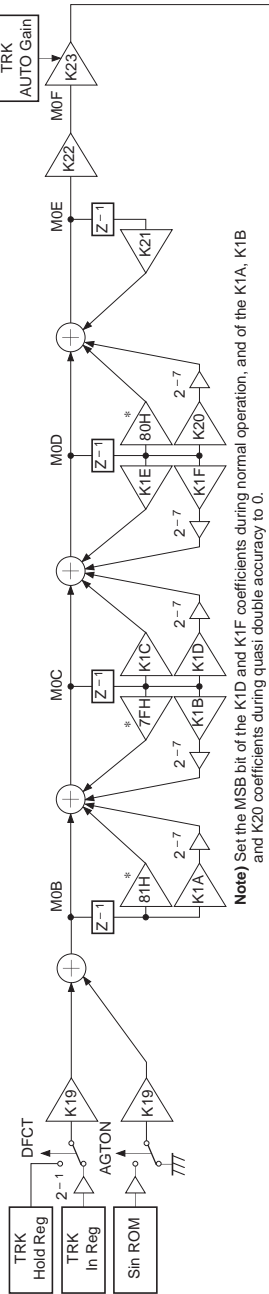 TRK
Hold Reg
TRK
In Reg
Sin ROM
2−1
DFCT
AGTON
K19
K19
M0B
Z−1
81H
*
K1A
2−7
7FH
*
K1B
2−7
M0C
Z−1
K1C
K1D
2−7
K1E
K1F
2−7
M0D
Z−1
80H
*
K20
2−7
M0E
Z−1
K21
K22
M0F
K23
TRK
AUTO Gain
Note) Set the MSB bit of the K1D and K1F coefficients during normal operation, and of the K1A, K1B
and K20 coefficients during quasi double accuracy to 0.